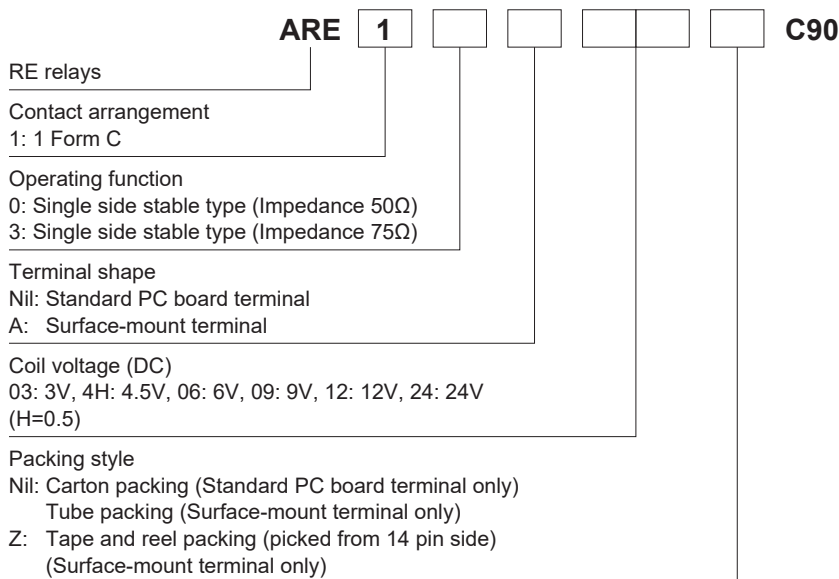 ARE 1 C90
RE relays
Contact arrangement
1: 1 Form C
Operating function
0: Single side stable type (Impedance 50Ω)
3: Single side stable type (Impedance 75Ω)
Terminal shape
Nil: Standard PC board terminal
A: Surface-mount terminal
Coil voltage (DC)
03: 3V, 4H: 4.5V, 06: 6V, 09: 9V, 12: 12V, 24: 24V
(H=0.5)
Packing style
Nil: Carton packing (Standard PC board terminal only)
Tube packing (Surface-mount terminal only)
Z: Tape and reel packing (picked from 14 pin side)
(Surface-mount terminal only)